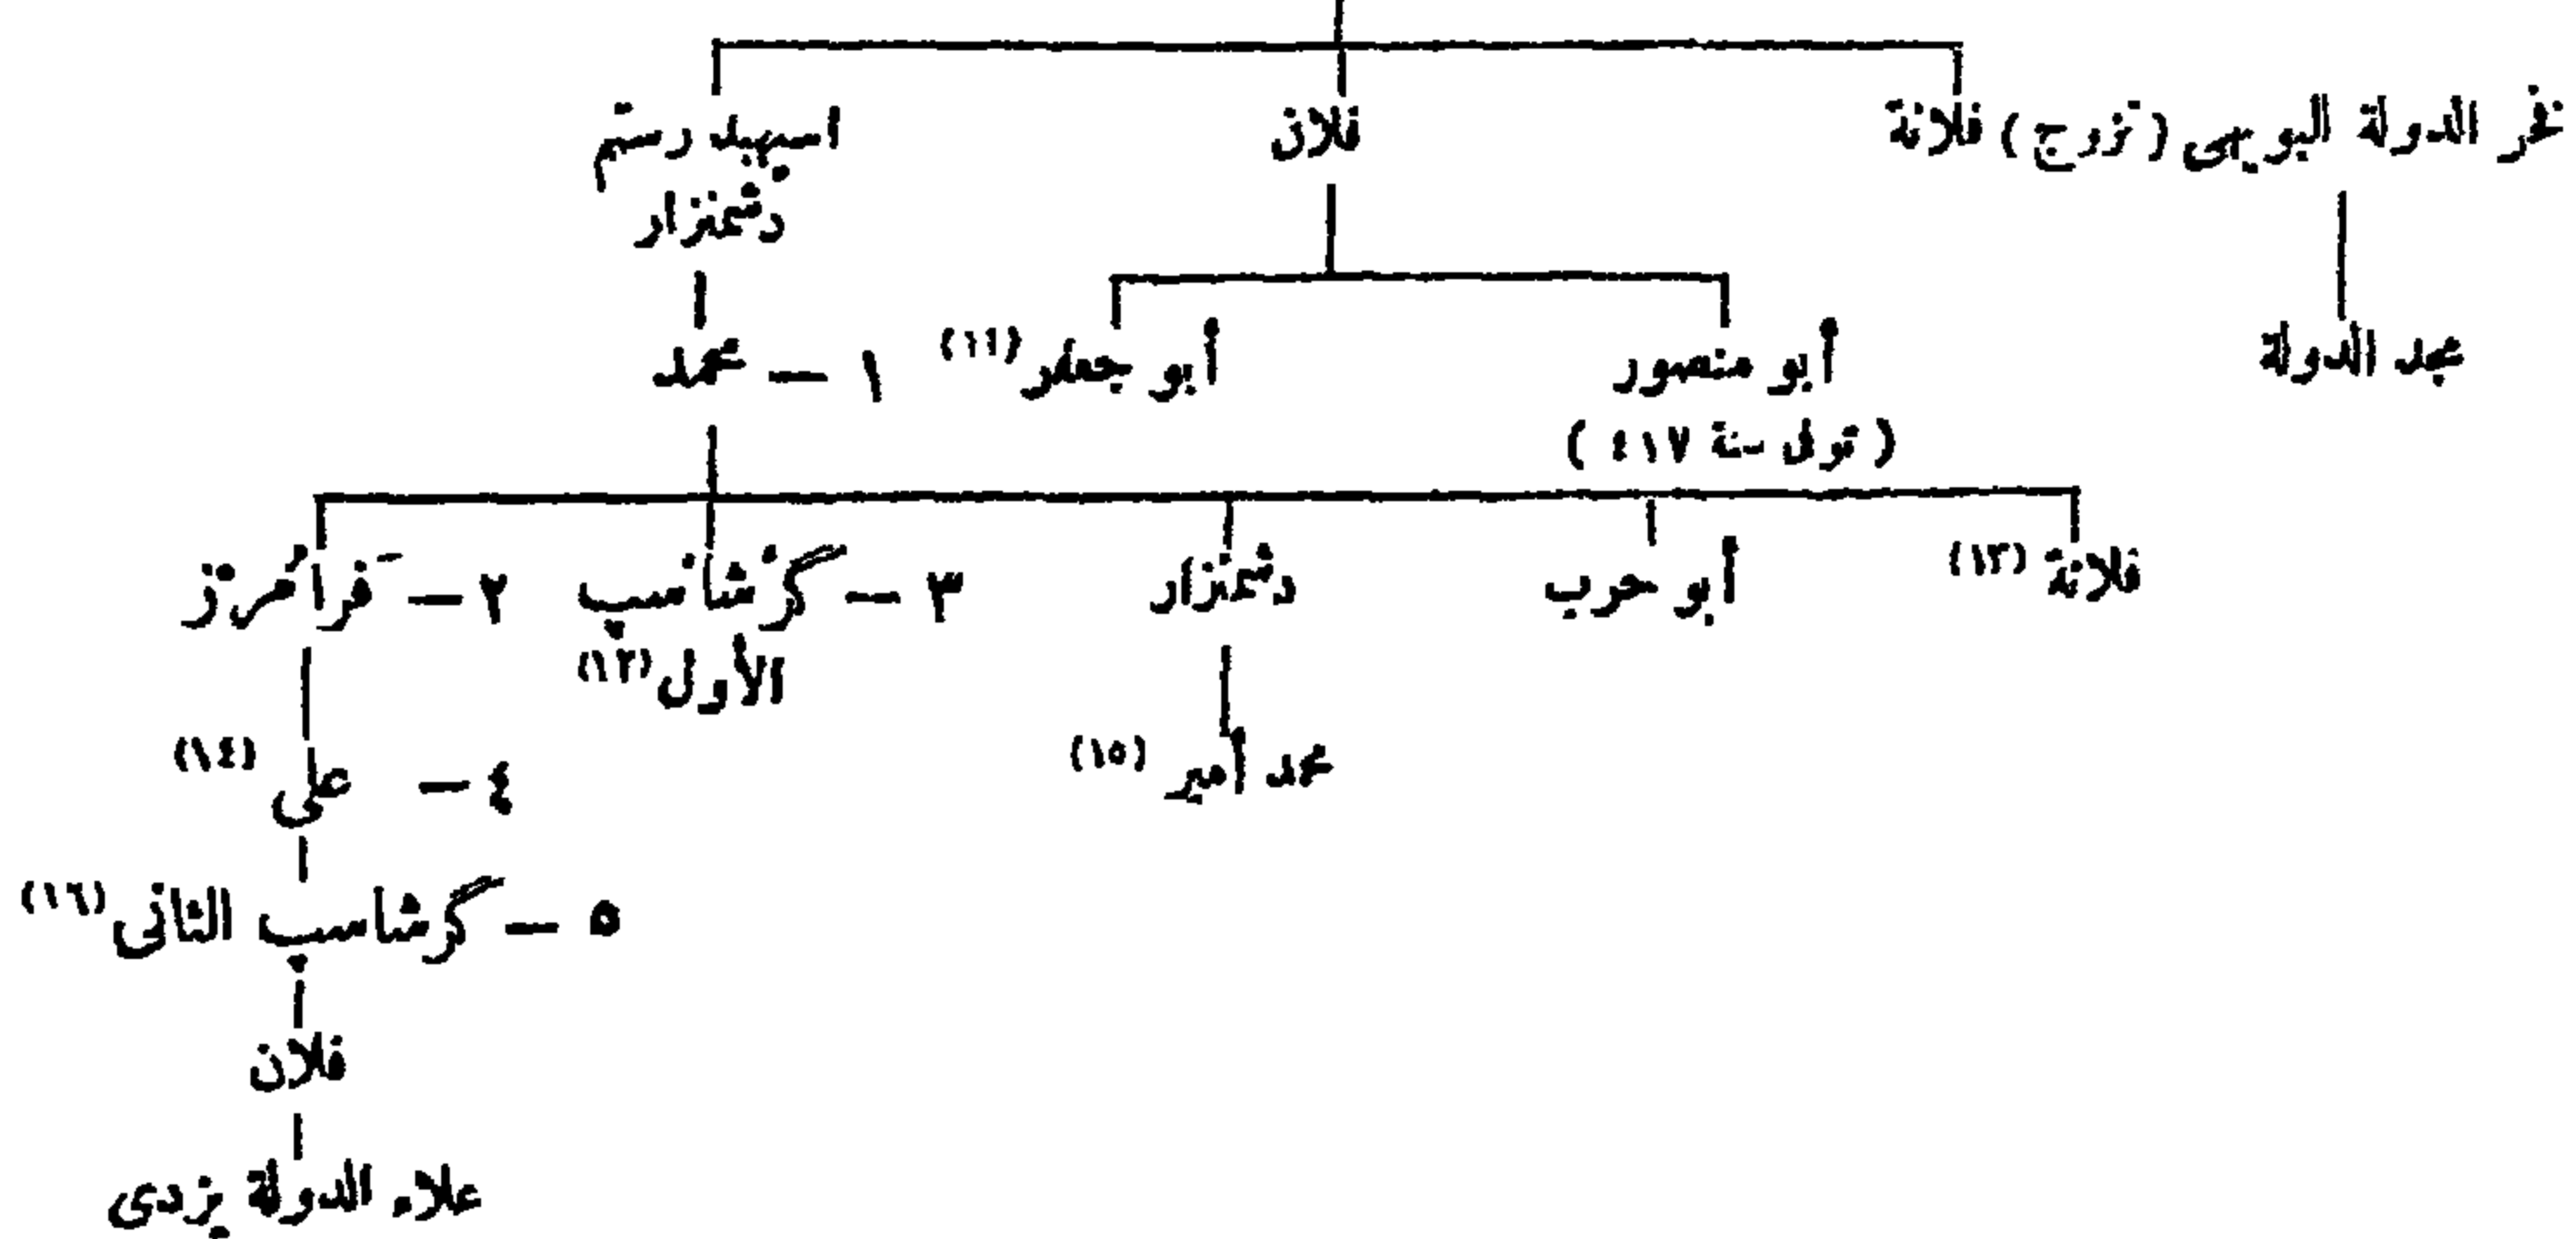 فخر الدولة البويهى (تزوج) فلانة
فلان
اسپهبد رستم
دشمنزار
مجد الدولة
أبو منصور
(توفى سنة ٤١٧)
أبو جعفر (١١)
١ — محمد
فلانة (١٣)
أبو حرب
دشمنزار
٣ — گرشاسپ
الأول (١٢)
٢ — فرامرز
محمد أمير (١٥)
٤ — على (١٤)
٥ — گرشاسپ الثانى (١٦)
فلان
علاء الدولة يزدى